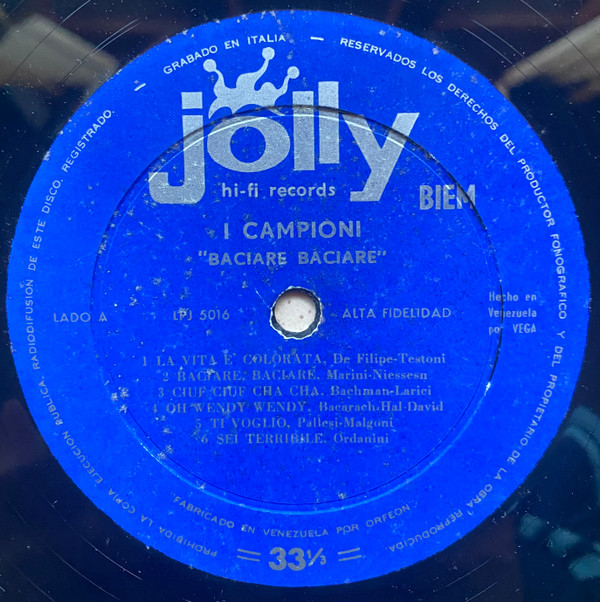 GRABADO EN ITALIA — RESERVADOS LOS DERECHOS DEL PRODUCTOR FONOGRAFICO Y DEL PROPIETARIO DE LA OBRA REPRODUCIDA
PROHIBIDA LA COPIA EJECUCION PUBLICA, RADIODIFUSION DE ESTE DISCO, REGISTRADO. —
jolly
hi-fi records
BIEM
I CAMPIONI
"BACIARE BACIARE"
LADO A
LPJ 5016
ALTA FIDELIDAD
Hecho en
Venezuela
por VEGA
1 LA VITA E' COLORATA, De Filipe-Testoni
2 BACIARE, BACIARE, Marini-Niessesn
3 CIUF CIUF CHA CHA, Bachman-Larici
4 OH WENDY WENDY, Bacarach-Hal-David
5 TI VOGLIO, Pallesi-Malgoni
6 SEI TERRIBILE, Ordanini
FABRICADO EN VENEZUELA POR ORFEON
= 33⅓ =